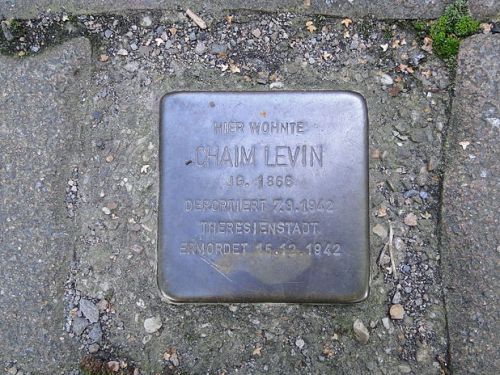 HIER WOHNTE
CHAIM LEVIN
JG. 1866
DEPORTIERT 7.9.1942
THERESIENSTADT
ERMORDET 15.12.1942